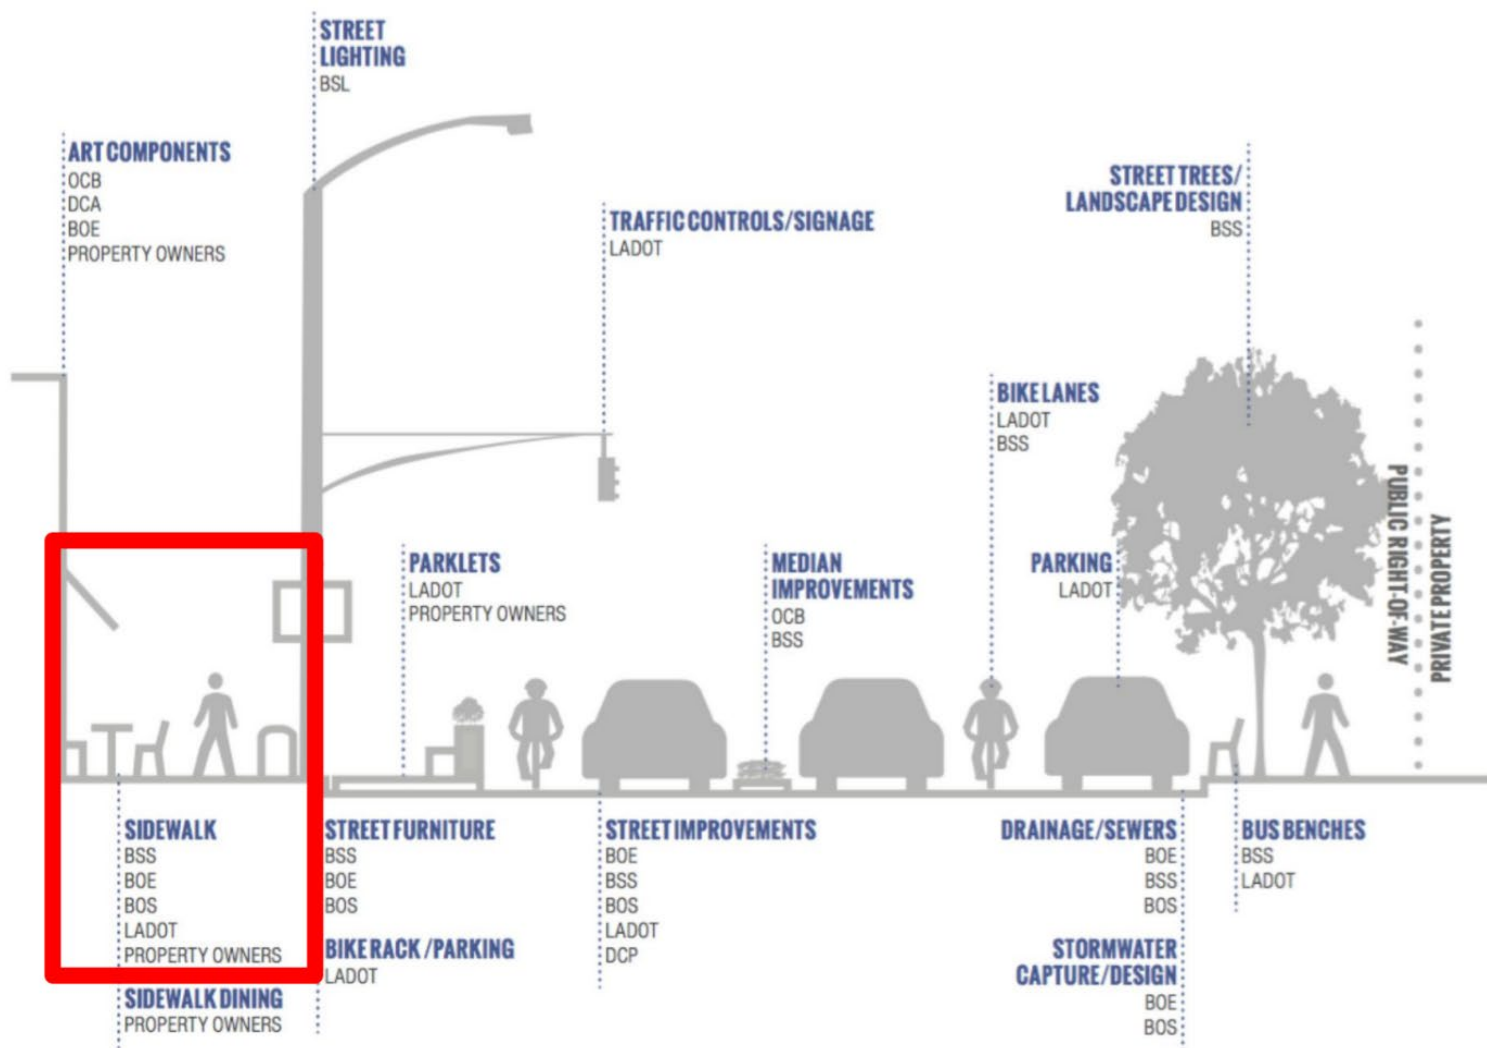 STREET
LIGHTING
BSL
ART COMPONENTS
OCB
DCA
BOE
PROPERTY OWNERS
TRAFFIC CONTROLS/SIGNAGE
LADOT
STREET TREES/
LANDSCAPE DESIGN
BSS
BIKE LANES
LADOT
BSS
PARKLETS
LADOT
PROPERTY OWNERS
MEDIAN
IMPROVEMENTS
OCB
BSS
PARKING
LADOT
PUBLIC RIGHT-OF-WAY
PRIVATE PROPERTY
SIDEWALK
BSS
BOE
BOS
LADOT
PROPERTY OWNERS
SIDEWALK DINING
PROPERTY OWNERS
STREET FURNITURE
BSS
BOE
BOS
BIKE RACK / PARKING
LADOT
STREET IMPROVEMENTS
BOE
BSS
BOS
LADOT
DCP
DRAINAGE/SEWERS
BOE
BSS
BOS
STORMWATER
CAPTURE/DESIGN
BOE
BOS
BUS BENCHES
BSS
LADOT